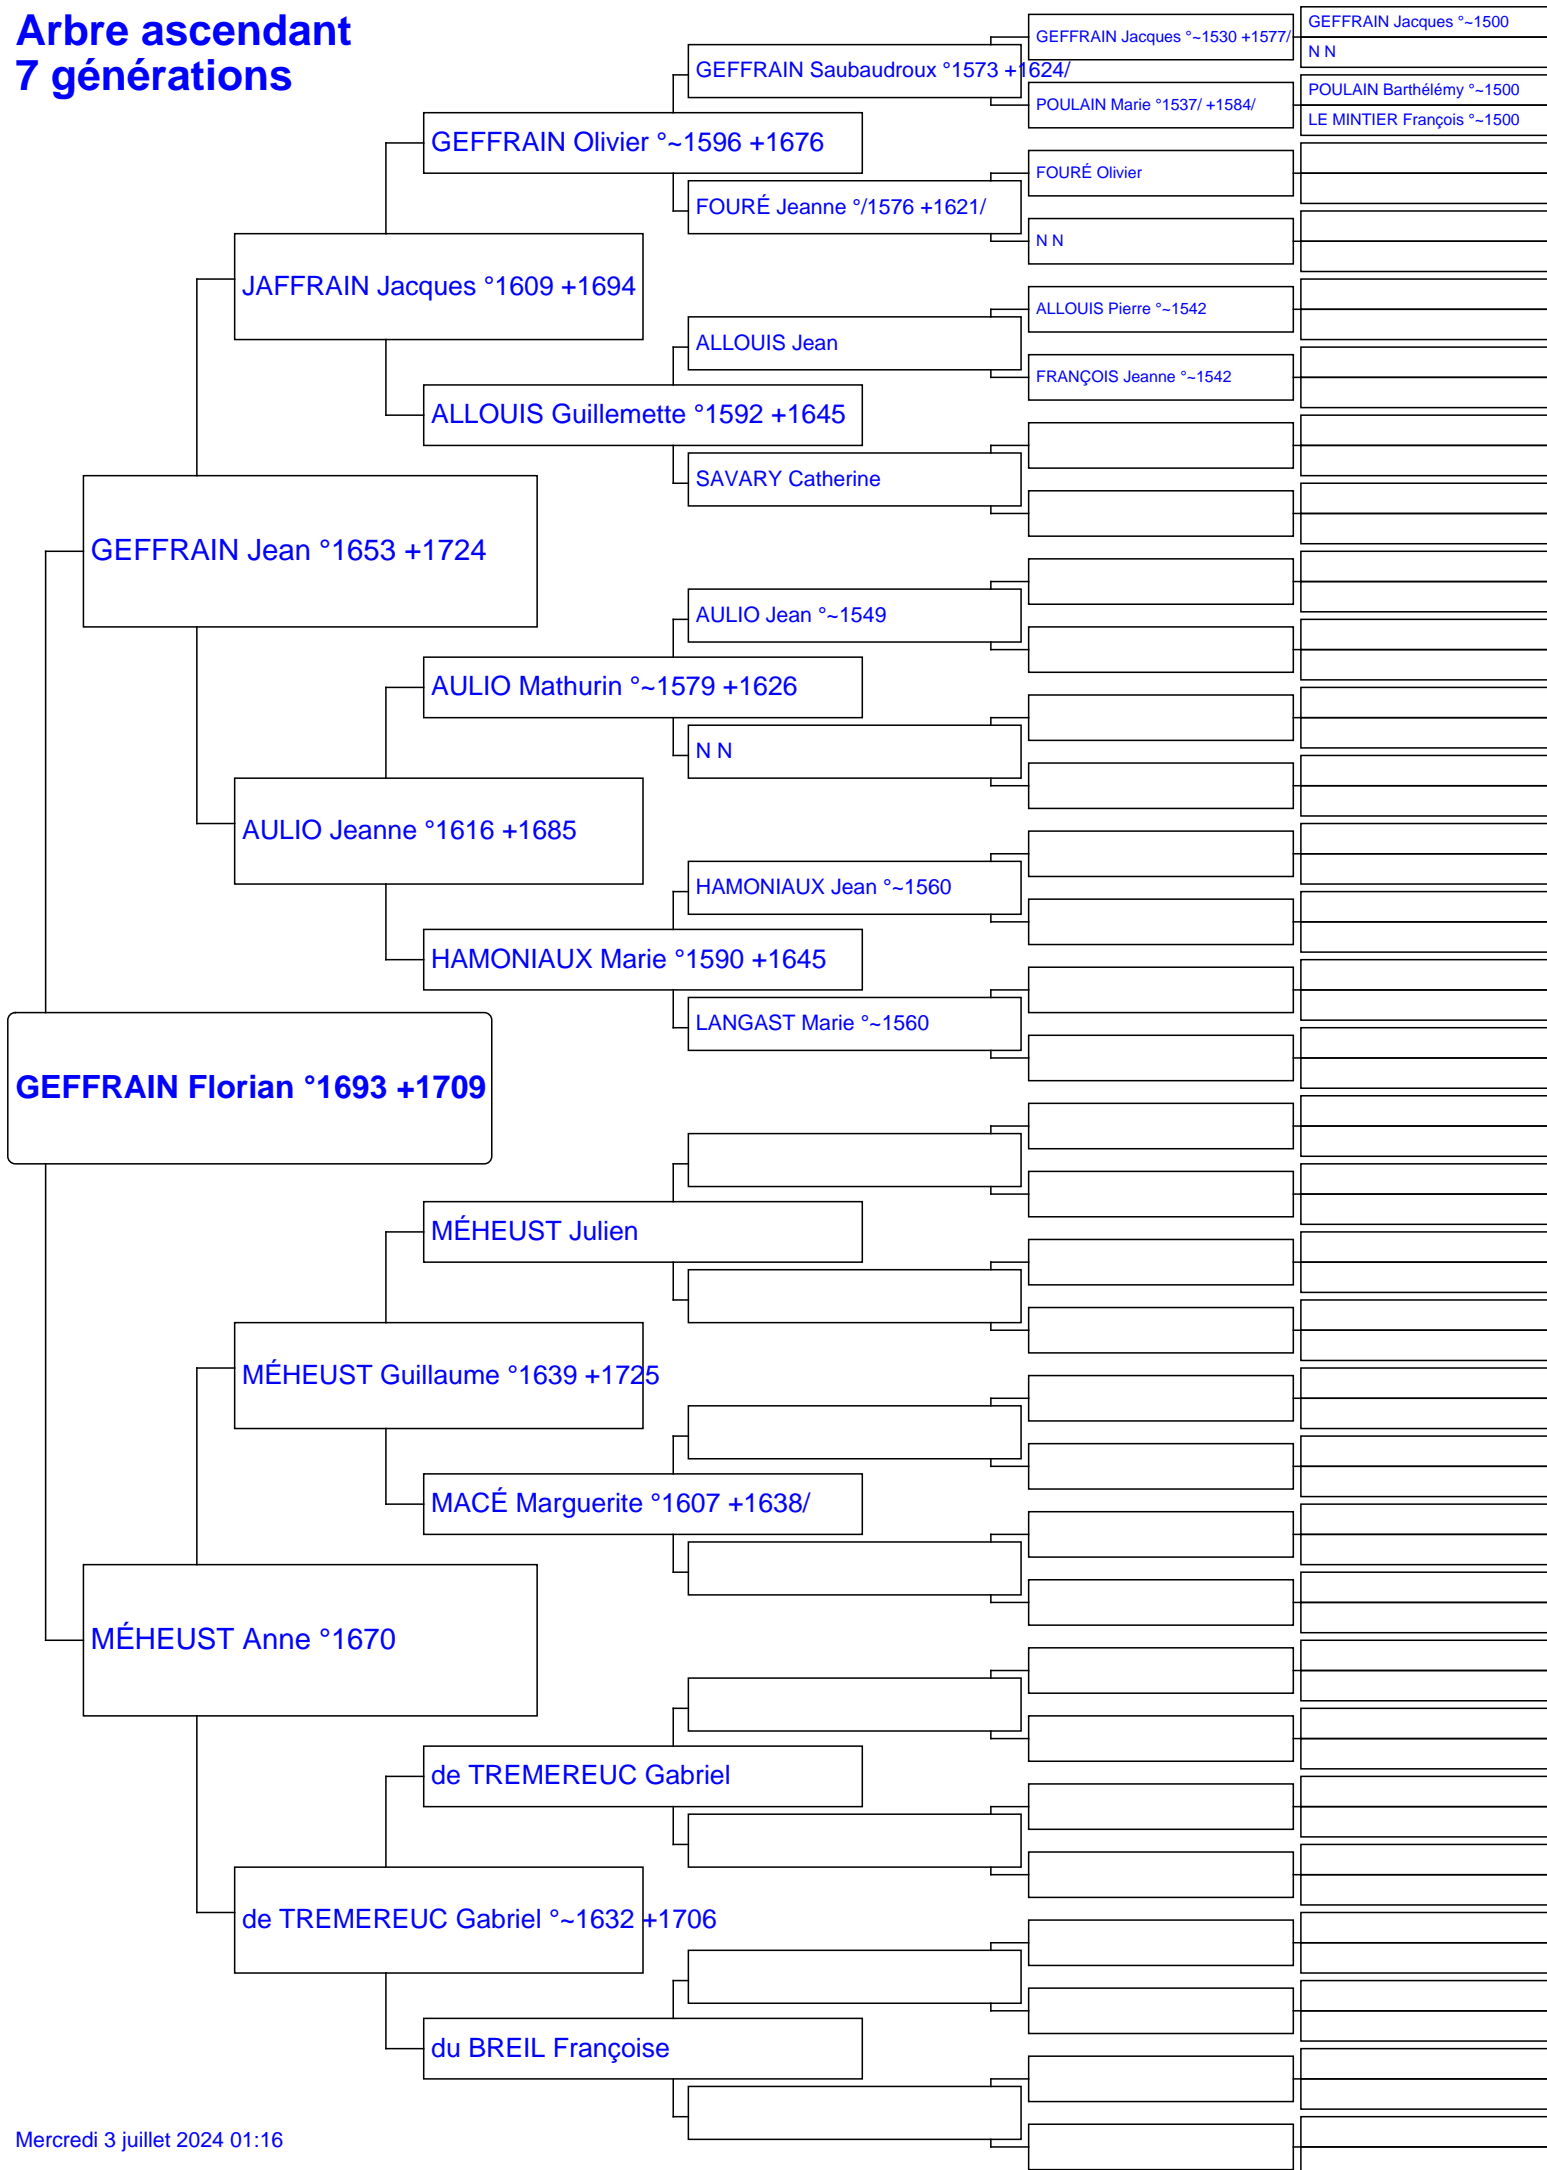 Arbre ascendant
7 générations
GEFFRAIN Jacques °~1500
N N
GEFFRAIN Jacques °~1530 +1577/
GEFFRAIN Saubaudroux °1573 +1624/
POULAIN Barthélémy °~1500
POULAIN Marie °1537/ +1584/
LE MINTIER François °~1500
GEFFRAIN Olivier °~1596 +1676
FOURÉ Olivier
FOURÉ Jeanne °/1576 +1621/
N N
JAFFRAIN Jacques °1609 +1694
ALLOUIS Pierre °~1542
ALLOUIS Jean
FRANÇOIS Jeanne °~1542
ALLOUIS Guillemette °1592 +1645
SAVARY Catherine
GEFFRAIN Jean °1653 +1724
AULIO Jean °~1549
AULIO Mathurin °~1579 +1626
N N
AULIO Jeanne °1616 +1685
HAMONIAUX Jean °~1560
HAMONIAUX Marie °1590 +1645
LANGAST Marie °~1560
GEFFRAIN Florian °1693 +1709
MÉHEUST Julien
MÉHEUST Guillaume °1639 +1725
MACÉ Marguerite °1607 +1638/
MÉHEUST Anne °1670
de TREMEREUC Gabriel
de TREMEREUC Gabriel °~1632 +1706
du BREIL Françoise
Mercredi 3 juillet 2024 01:16